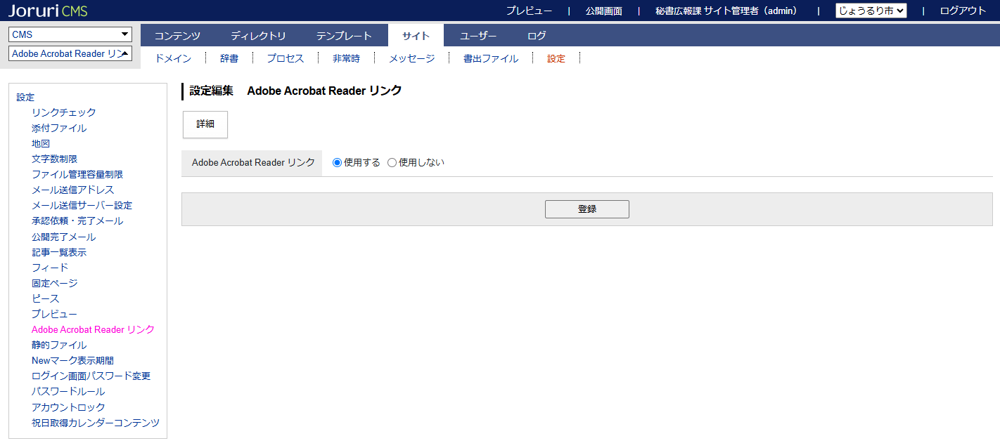 Joruri CMS
プレビュー | 公開画面 | 秘書広報課 サイト管理者（admin） | じょうるり市 | ログアウト
CMS
コンテンツ ディレクトリ テンプレート サイト ユーザー ログ
Adobe Acrobat Reader リン
ドメイン 辞書 プロセス 非常時 メッセージ 書出ファイル 設定
設定
リンクチェック
添付ファイル
地図
文字数制限
ファイル管理容量制限
メール送信アドレス
メール送信サーバー設定
承認依頼・完了メール
公開完了メール
記事一覧表示
フィード
固定ページ
ピース
プレビュー
Adobe Acrobat Reader リンク
静的ファイル
Newマーク表示期間
ログイン画面パスワード変更
パスワードルール
アカウントロック
祝日取得カレンダーコンテンツ
設定編集 Adobe Acrobat Reader リンク
詳細
Adobe Acrobat Reader リンク 使用する 使用しない
登録